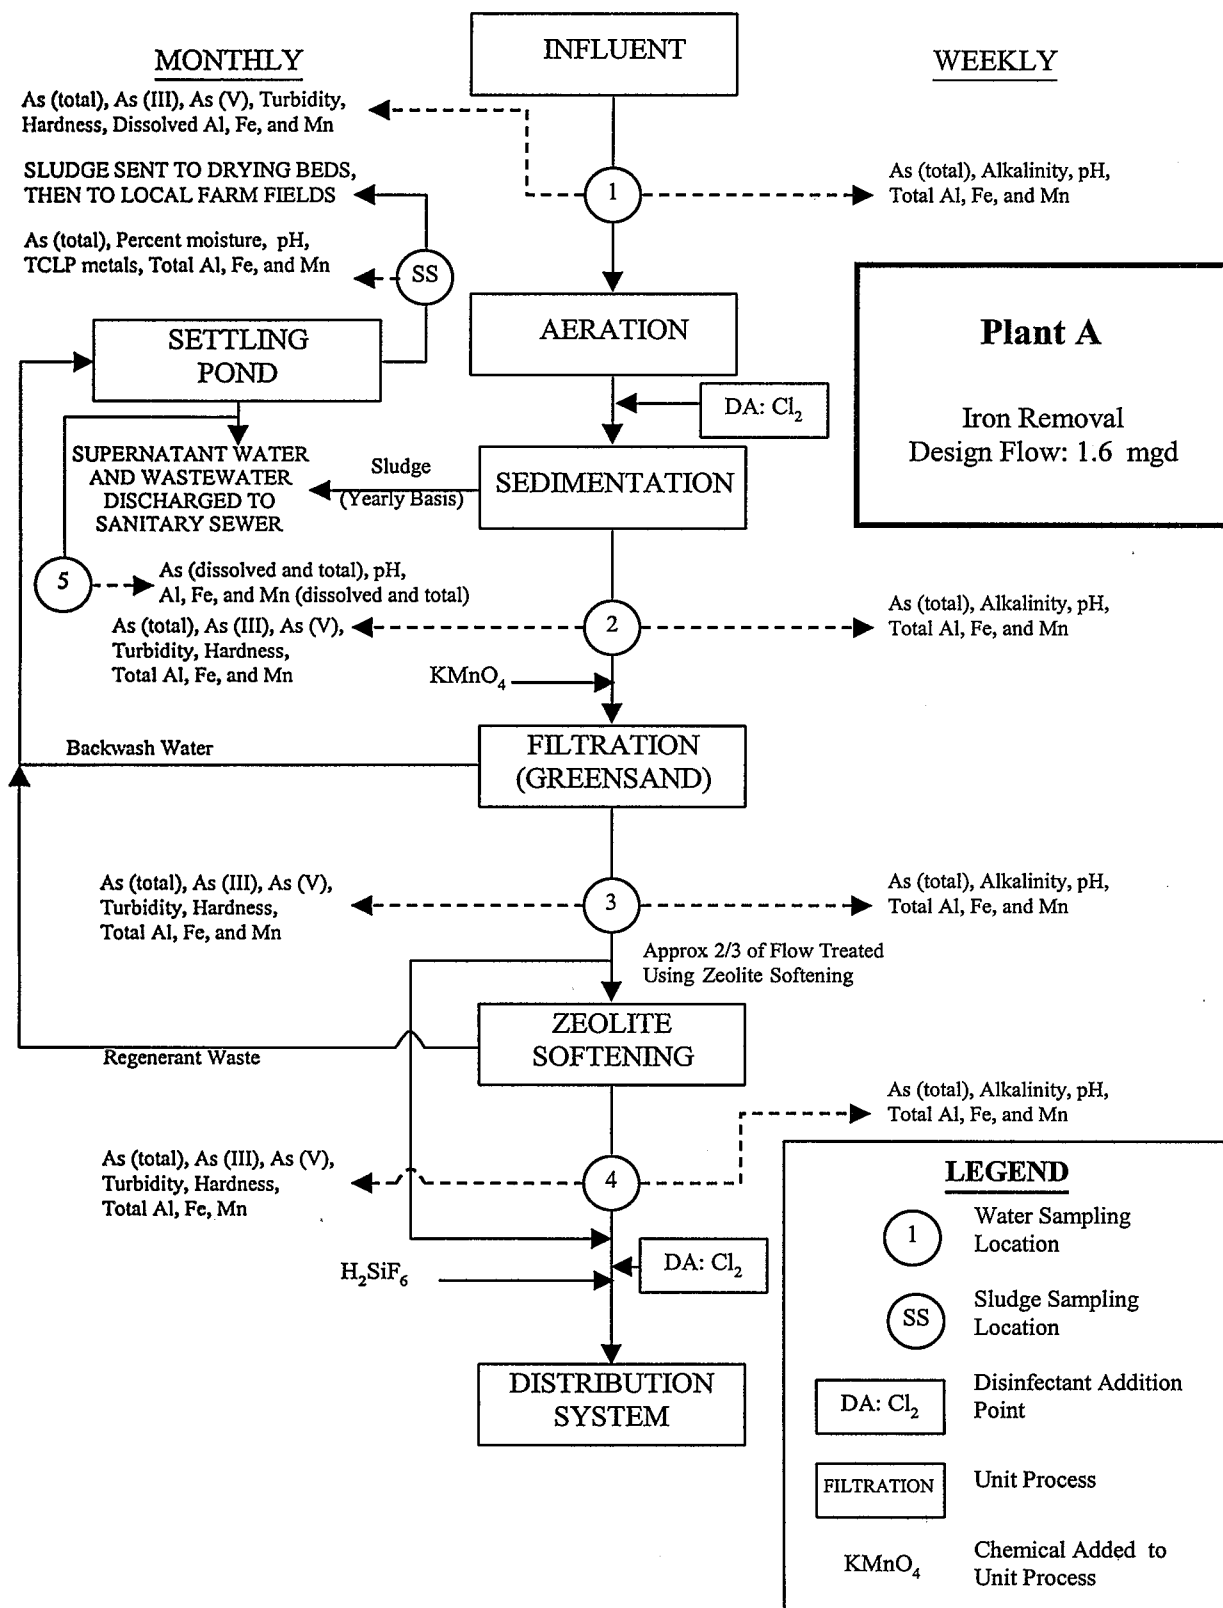 INFLUENT
MONTHLY
WEEKLY
As (total), As (III), As (V), Turbidity,
Hardness, Dissolved Al, Fe, and Mn
SLUDGE SENT TO DRYING BEDS,
THEN TO LOCAL FARM FIELDS
1
As (total), Alkalinity, pH,
Total Al, Fe, and Mn
As (total), Percent moisture, pH,
TCLP metals, Total Al, Fe, and Mn
SS
Plant A
Iron Removal
Design Flow: 1.6 mgd
AERATION
SETTLING
POND
DA: Cl₂
SUPERNATANT WATER
AND WASTEWATER
DISCHARGED TO
SANITARY SEWER
Sludge
(Yearly Basis)
SEDIMENTATION
5
As (dissolved and total), pH,
Al, Fe, and Mn (dissolved and total)
As (total), As (III), As (V),
Turbidity, Hardness,
Total Al, Fe, and Mn
2
As (total), Alkalinity, pH,
Total Al, Fe, and Mn
KMnO₄
Backwash Water
FILTRATION
(GREENSAND)
As (total), As (III), As (V),
Turbidity, Hardness,
Total Al, Fe, and Mn
3
As (total), Alkalinity, pH,
Total Al, Fe, and Mn
Approx 2/3 of Flow Treated
Using Zeolite Softening
ZEOLITE
SOFTENING
Regenerant Waste
As (total), Alkalinity, pH,
Total Al, Fe, and Mn
As (total), As (III), As (V),
Turbidity, Hardness,
Total Al, Fe, Mn
4
H₂SiF₆
DA: Cl₂
DISTRIBUTION
SYSTEM
LEGEND
1
Water Sampling
Location
SS
Sludge Sampling
Location
DA: Cl₂
Disinfectant Addition
Point
FILTRATION
Unit Process
KMnO₄
Chemical Added to
Unit Process